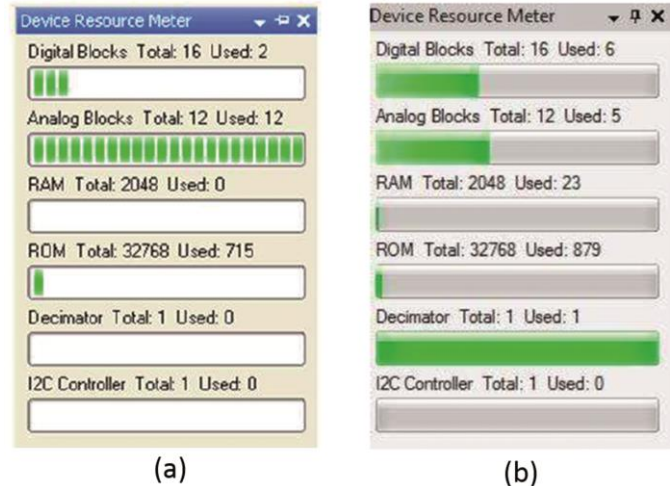 Device Resource Meter
Digital Blocks Total: 16 Used: 2
Analog Blocks Total: 12 Used: 12
RAM Total: 2048 Used: 0
ROM Total: 32768 Used: 715
Decimator Total: 1 Used: 0
I2C Controller Total: 1 Used: 0
(a)
Device Resource Meter
Digital Blocks Total: 16 Used: 6
Analog Blocks Total: 12 Used: 5
RAM Total: 2048 Used: 23
ROM Total: 32768 Used: 879
Decimator Total: 1 Used: 1
I2C Controller Total: 1 Used: 0
(b)